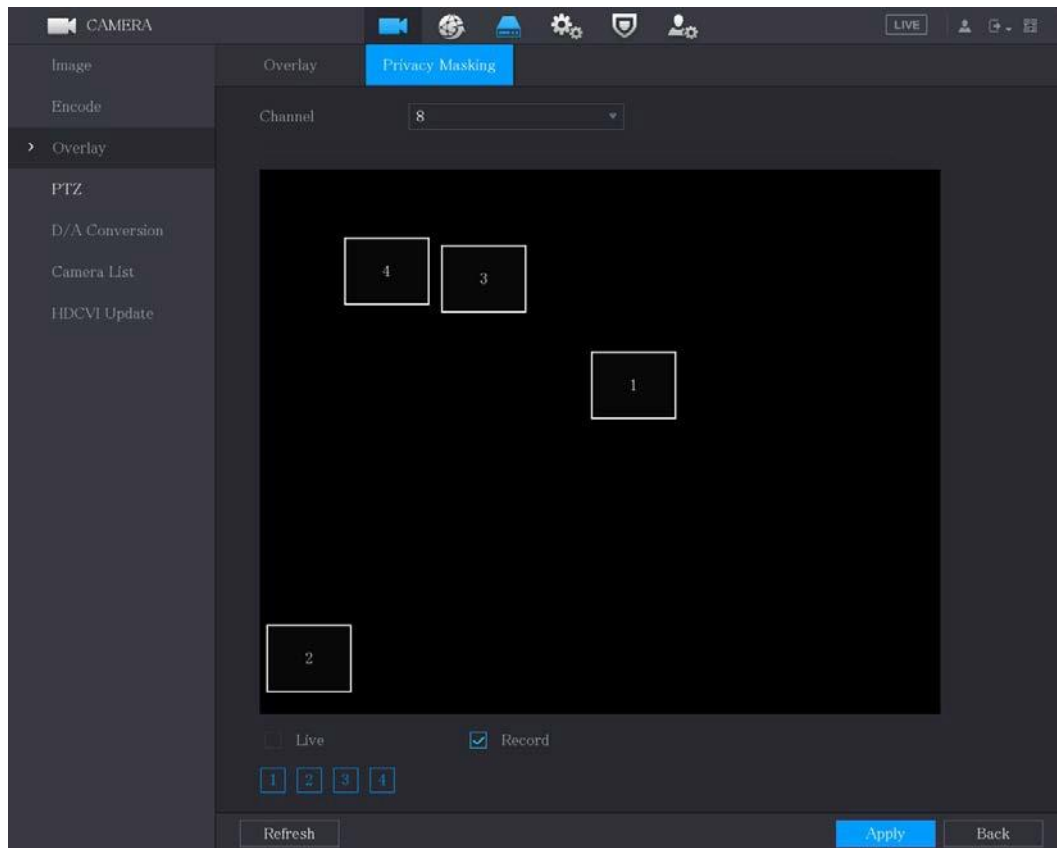 CAMERA
LIVE
Image
Encode
Overlay
PTZ
D/A Conversion
Camera List
HDCVI Update
Overlay
Privacy Masking
Channel
8
4
3
1
2
Live
Record
1 2 3 4
Refresh
Apply
Back